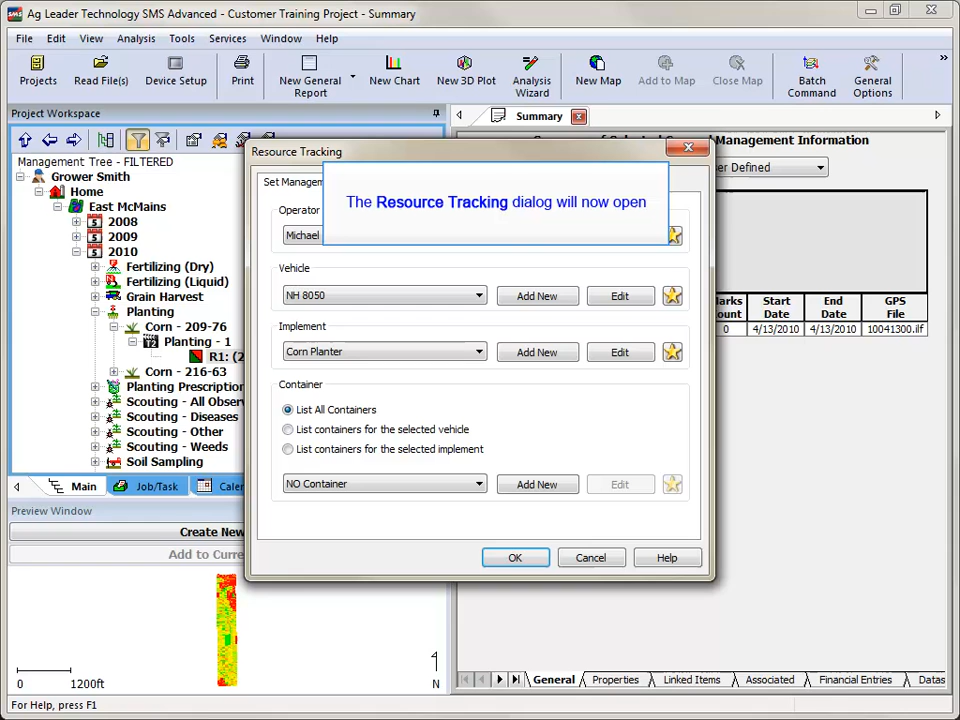 Ag Leader Technology SMS Advanced - Customer Training Project - Summary
File Edit View Analysis Tools Services Window Help
Projects Read File(s) Device Setup Print New General Report New Chart New 3D Plot Analysis Wizard New Map Add to Map Close Map Batch Command General Options
Project Workspace
Summary
Management Tree - FILTERED
Grower Smith
Home
East McMains
2008
2009
2010
Fertilizing (Dry)
Fertilizing (Liquid)
Grain Harvest
Planting
Corn - 209-76
Planting - 1
R1: (2
Corn - 216-63
Planting Prescription
Scouting - All Obser
Scouting - Diseases
Scouting - Other
Scouting - Weeds
Soil Sampling
Main Job/Task Caler
Preview Window
Create New
Add to Curre
0 1200ft
N
Resource Tracking
Set Managem
The Resource Tracking dialog will now open
Operator
Michael
Vehicle
NH 8050 Add New Edit
Implement
Corn Planter Add New Edit
Container
List All Containers
List containers for the selected vehicle
List containers for the selected implement
NO Container Add New Edit
OK Cancel Help
Management Information
er Defined
Start Date End Date GPS File
0 4/13/2010 4/13/2010 10041300.ilf
General Properties Linked Items Associated Financial Entries Datas
For Help, press F1